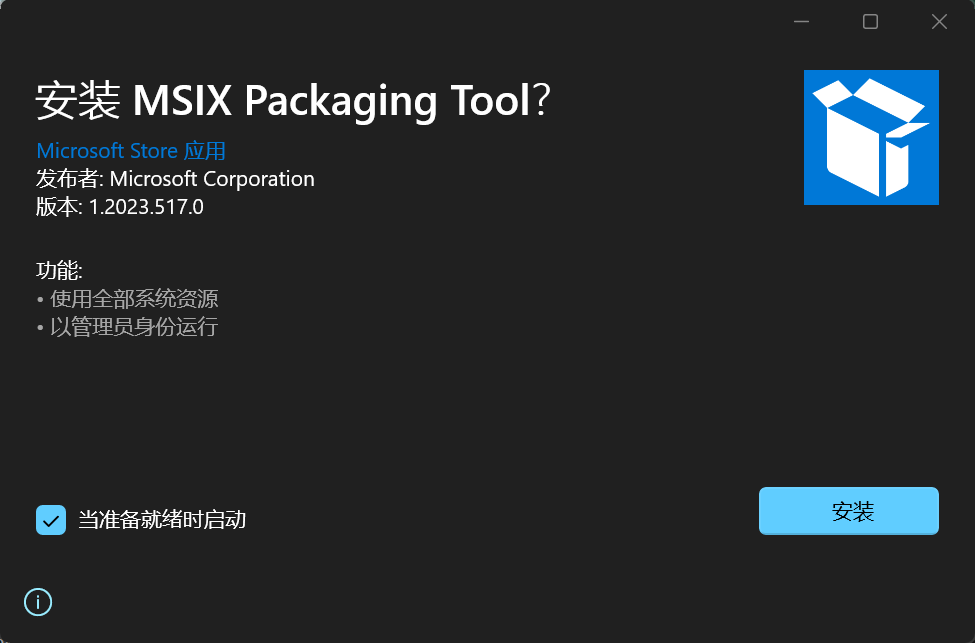 安装 MSIX Packaging Tool?
Microsoft Store 应用
发布者: Microsoft Corporation
版本: 1.2023.517.0
功能:
• 使用全部系统资源
• 以管理员身份运行
当准备就绪时启动
安装